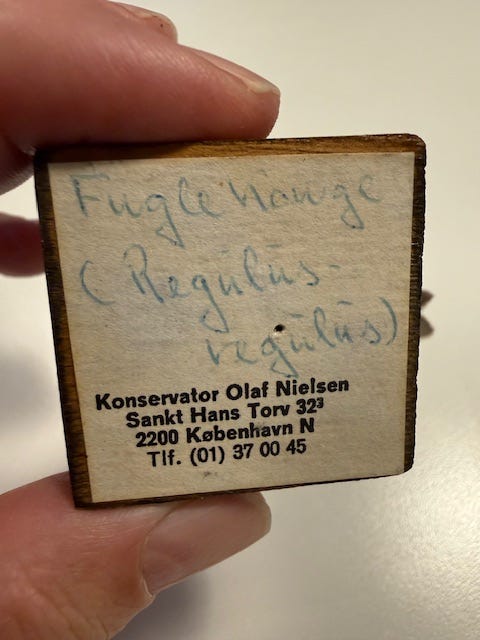 Fuglekonge
(Regulus-
regulus)
Konservator Olaf Nielsen
Sankt Hans Torv 32³
2200 København N
Tlf. (01) 37 00 45